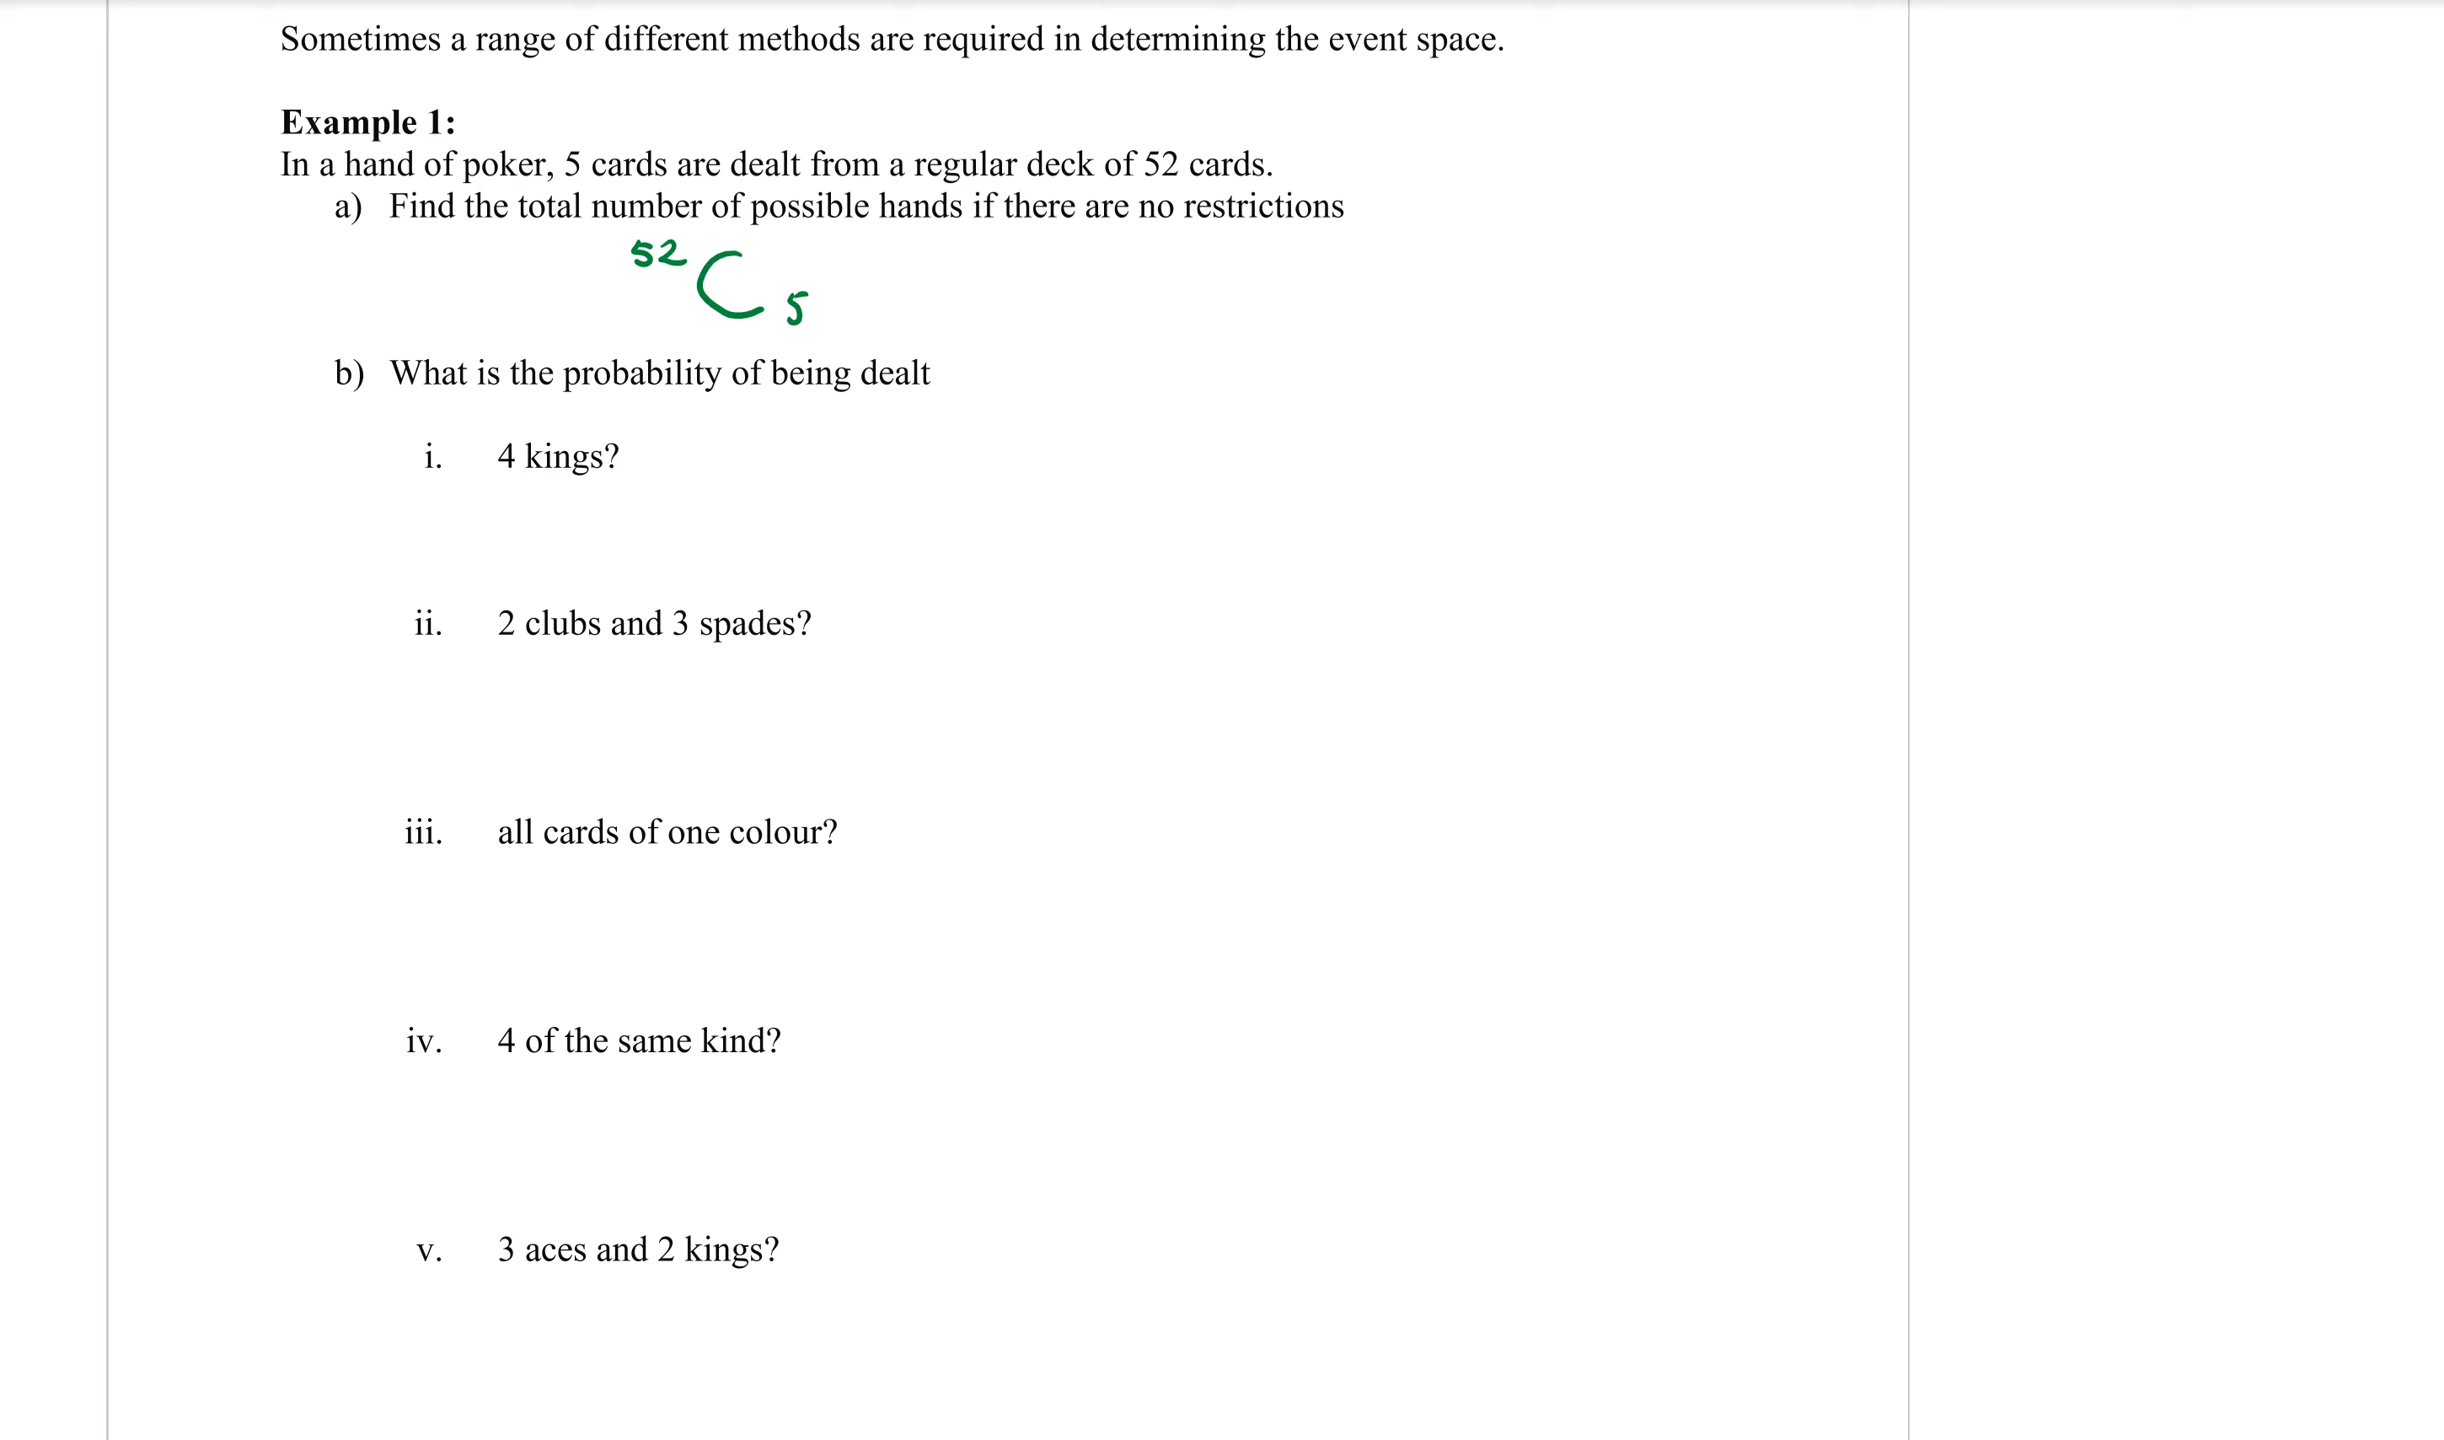 Sometimes a range of different methods are required in determining the event space.
Example 1:
In a hand of poker, 5 cards are dealt from a regular deck of 52 cards.
a) Find the total number of possible hands if there are no restrictions
52C5
b) What is the probability of being dealt
i. 4 kings?
ii. 2 clubs and 3 spades?
iii. all cards of one colour?
iv. 4 of the same kind?
v. 3 aces and 2 kings?